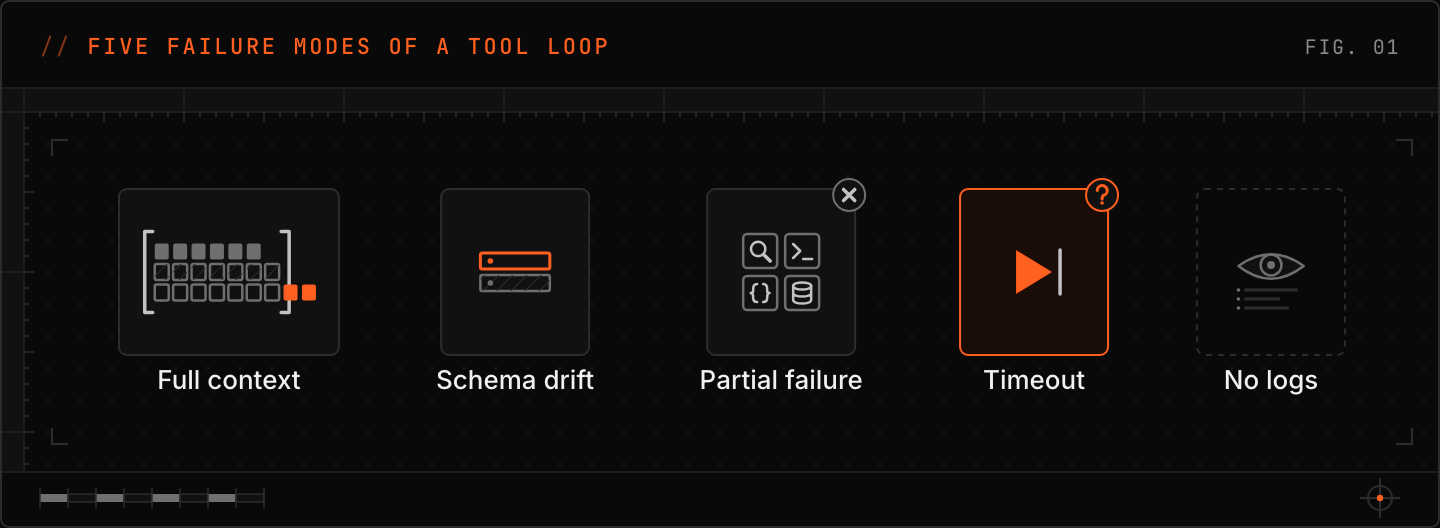 // FIVE FAILURE MODES OF A TOOL LOOP
FIG. 01
?
Full context
Schema drift
Partial failure
Timeout
No logs